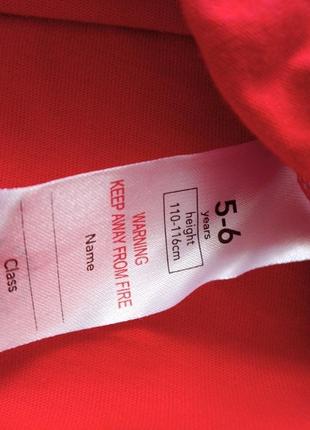 5-6
years
height
110-116cm
WARNING
KEEP AWAY FROM FIRE
Name
Class